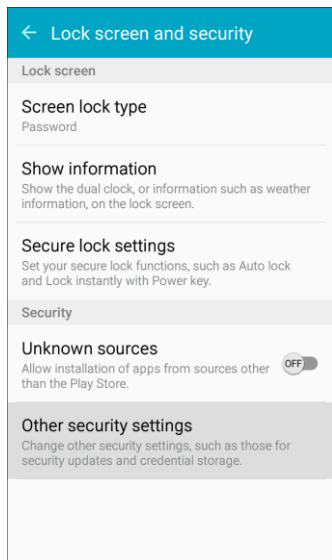 ← Lock screen and security
Lock screen
Screen lock type
Password
Show information
Show the dual clock, or information such as weather
information, on the lock screen.
Secure lock settings
Set your secure lock functions, such as Auto lock
and Lock instantly with Power key.
Security
Unknown sources
Allow installation of apps from sources other
than the Play Store.
OFF
Other security settings
Change other security settings, such as those for
security updates and credential storage.